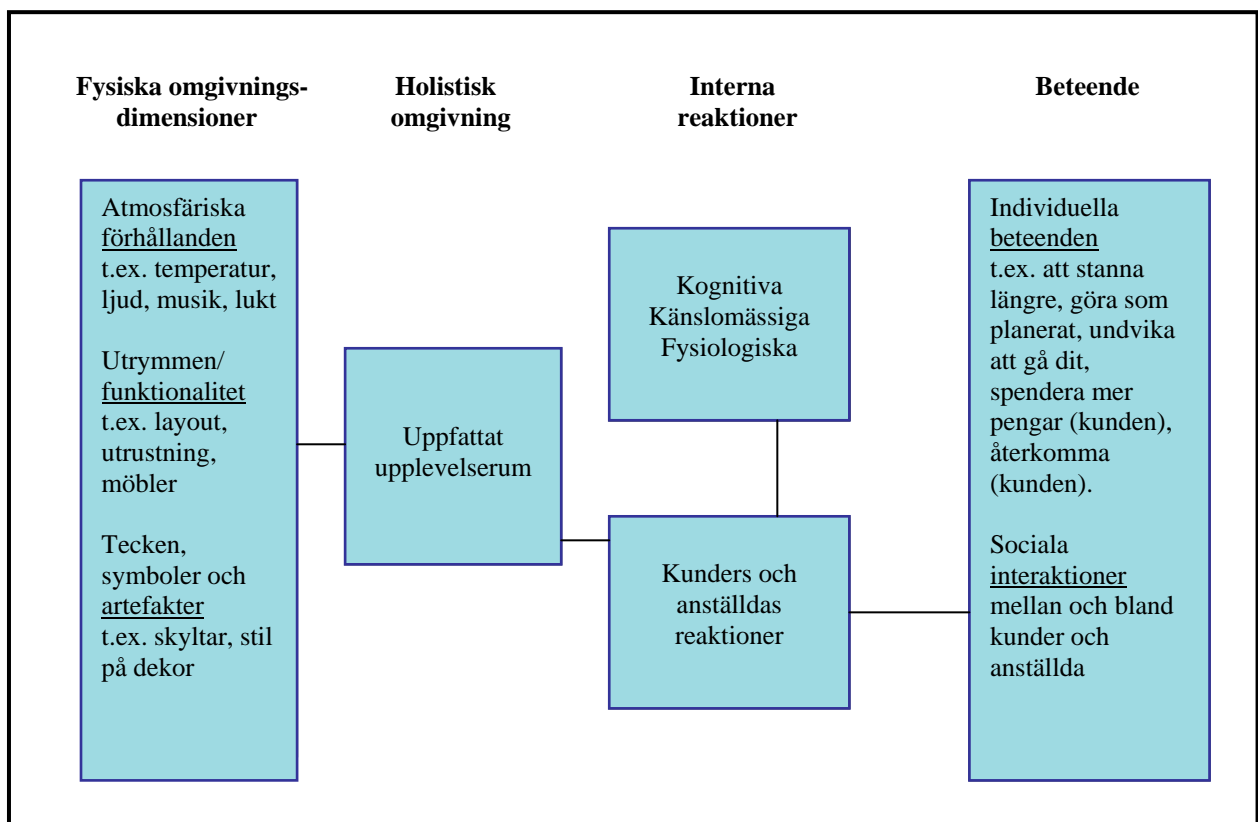 Fysiska omgivnings-
dimensioner
Holistisk
omgivning
Interna
reaktioner
Beteende
Atmosfäriska
förhållanden
t.ex. temperatur,
ljud, musik, lukt
Utrymmen/
funktionalitet
t.ex. layout,
utrustning,
möbler
Tecken,
symboler och
artefakter
t.ex. skyltar, stil
på dekor
Uppfattat
upplevelserum
Kognitiva
Känslomässiga
Fysiologiska
Kunders och
anställdas
reaktioner
Individuella
beteenden
t.ex. att stanna
längre, göra som
planerat, undvika
att gå dit,
spendera mer
pengar (kunden),
återkomma
(kunden).
Sociala
interaktioner
mellan och bland
kunder och
anställda